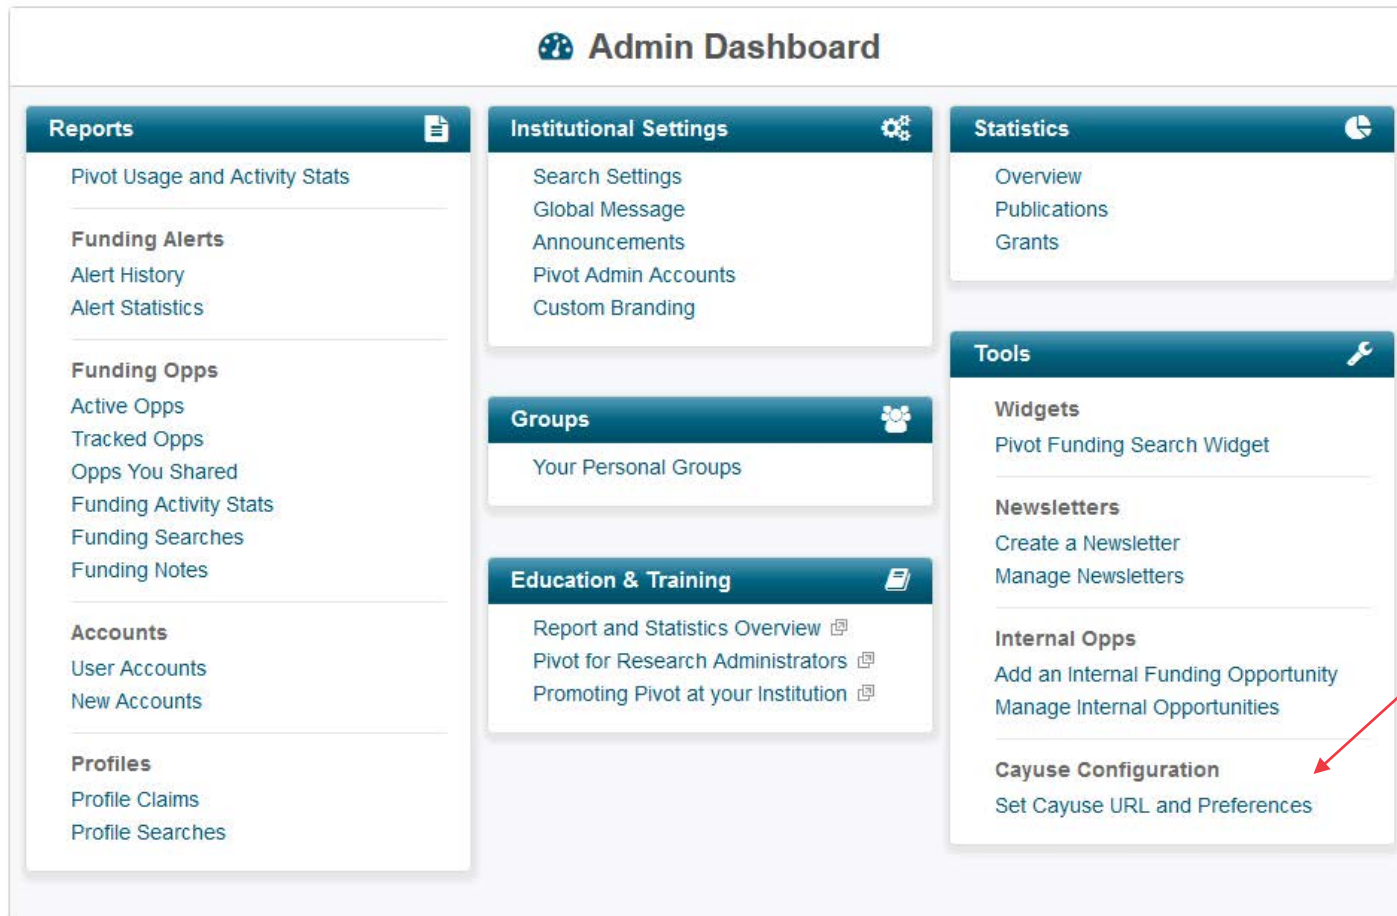 Admin Dashboard
Reports
Pivot Usage and Activity Stats
Funding Alerts
Alert History
Alert Statistics
Funding Opps
Active Opps
Tracked Opps
Opps You Shared
Funding Activity Stats
Funding Searches
Funding Notes
Accounts
User Accounts
New Accounts
Profiles
Profile Claims
Profile Searches
Institutional Settings
Search Settings
Global Message
Announcements
Pivot Admin Accounts
Custom Branding
Groups
Your Personal Groups
Education & Training
Report and Statistics Overview
Pivot for Research Administrators
Promoting Pivot at your Institution
Statistics
Overview
Publications
Grants
Tools
Widgets
Pivot Funding Search Widget
Newsletters
Create a Newsletter
Manage Newsletters
Internal Opps
Add an Internal Funding Opportunity
Manage Internal Opportunities
Cayuse Configuration
Set Cayuse URL and Preferences